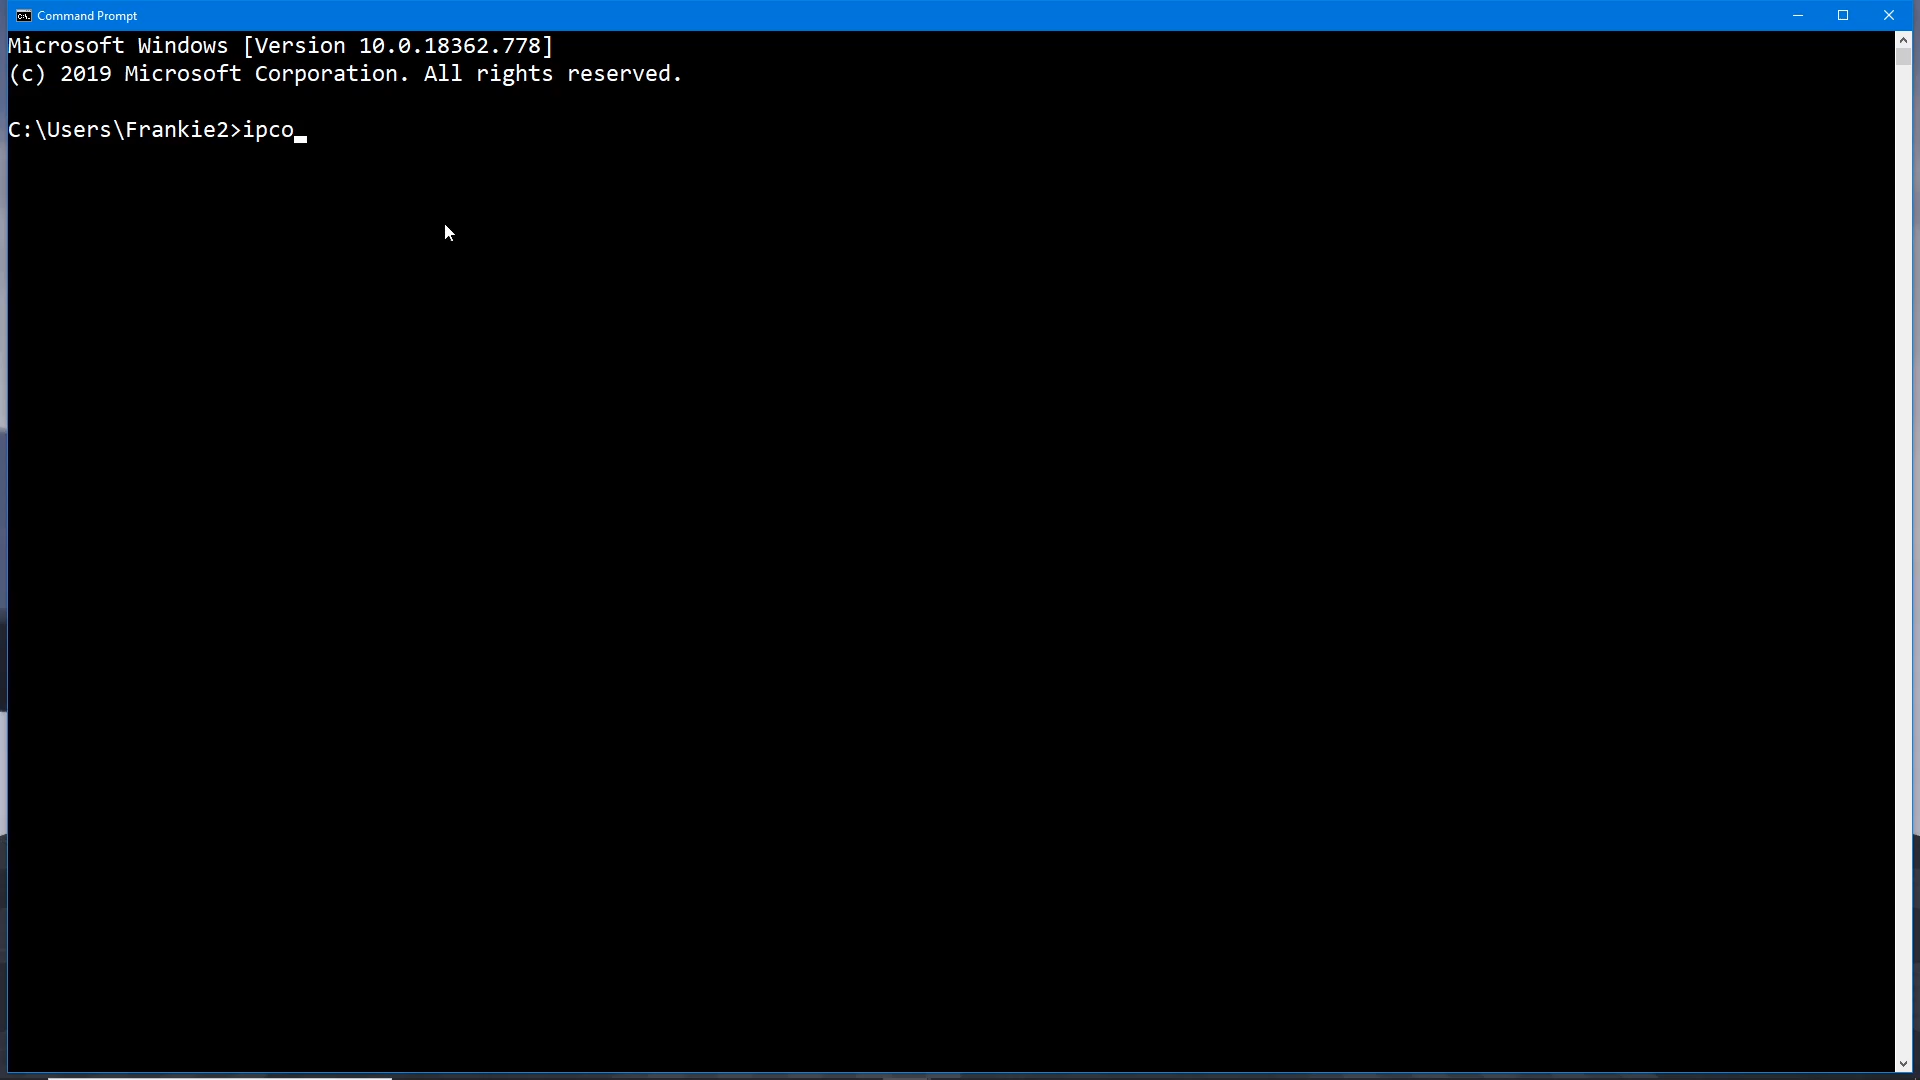 Command Prompt
Microsoft Windows [Version 10.0.18362.778]
(c) 2019 Microsoft Corporation. All rights reserved.
C:\Users\Frankie2>ipco